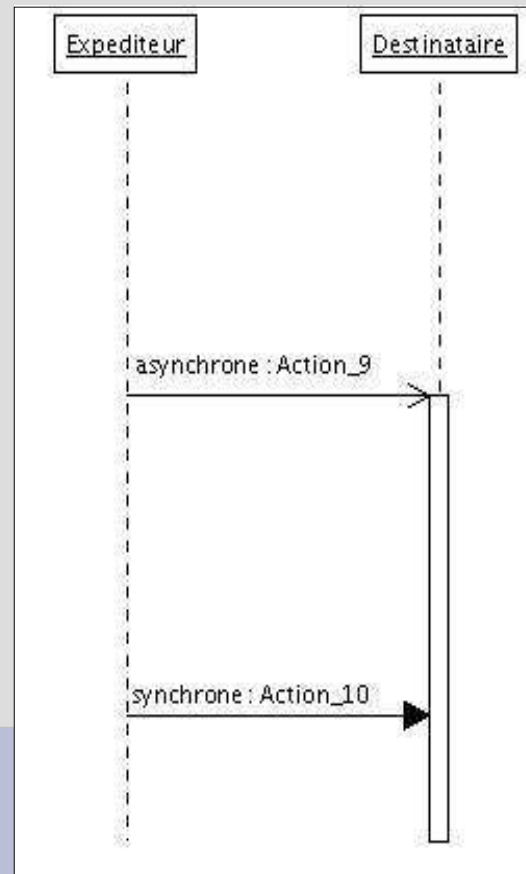 Expediteur
Destinataire
asynchrone : Action_9
synchrone : Action_10